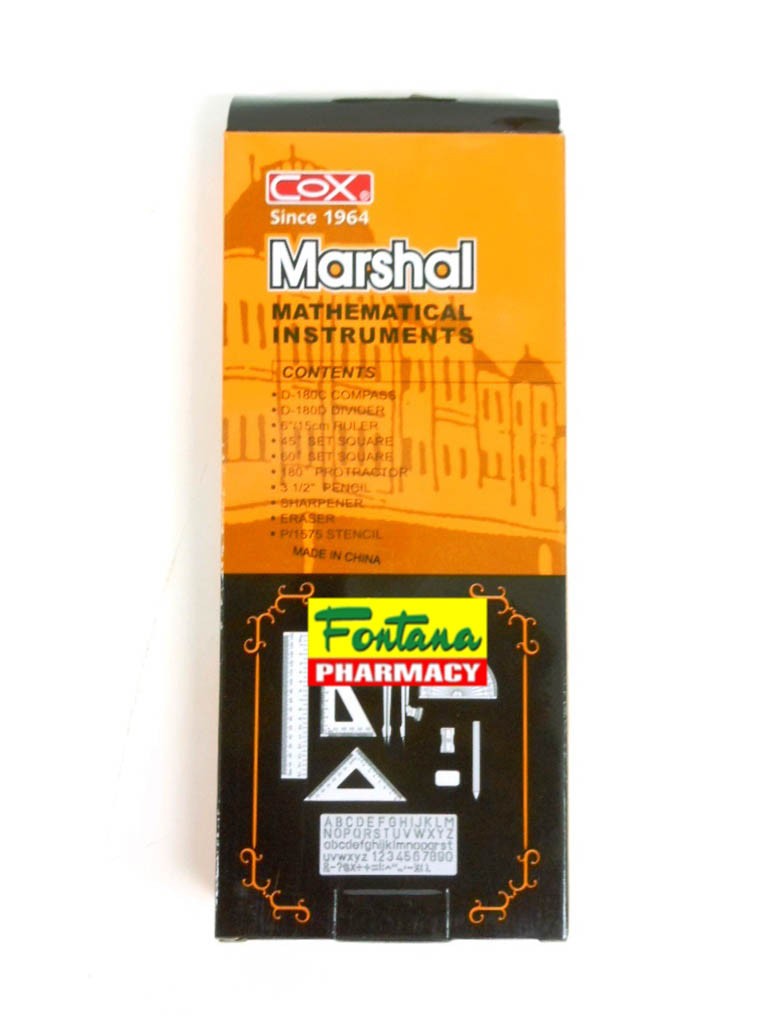 COX®
Since 1964
Marshal
MATHEMATICAL
INSTRUMENTS
CONTENTS
• D-180C COMPASS
• D-180D DIVIDER
• 6"/15cm RULER
• 45° SET SQUARE
• 60° SET SQUARE
• 180° PROTRACTOR
• 3 1/2" PENCIL
• SHARPENER
• ERASER
• P/1575 STENCIL
MADE IN CHINA
Fontana
PHARMACY
ABCDEFGHIJKLM
NOPQRSTUVWXYZ
abcdefghijklmnopqrst
uvwxyz 1234567890